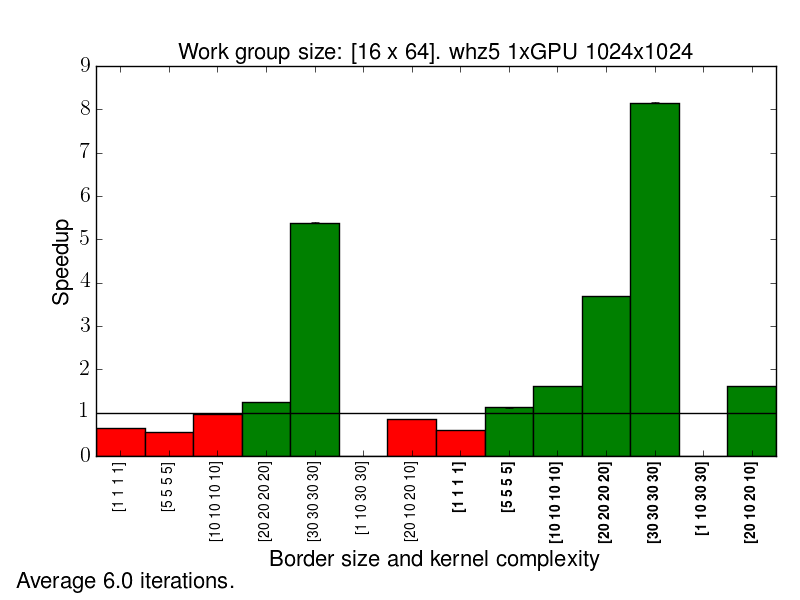 Work group size: [16 x 64]. whz5 1xGPU 1024x1024
9
8
7
6
5
4
3
2
1
0
Speedup
[1 1 1 1]
[5 5 5 5]
[10 10 10 10]
[20 20 20 20]
[30 30 30 30]
[1 10 30 30]
[20 10 20 10]
[1 1 1 1]
[5 5 5 5]
[10 10 10 10]
[20 20 20 20]
[30 30 30 30]
[1 10 30 30]
[20 10 20 10]
Border size and kernel complexity
Average 6.0 iterations.